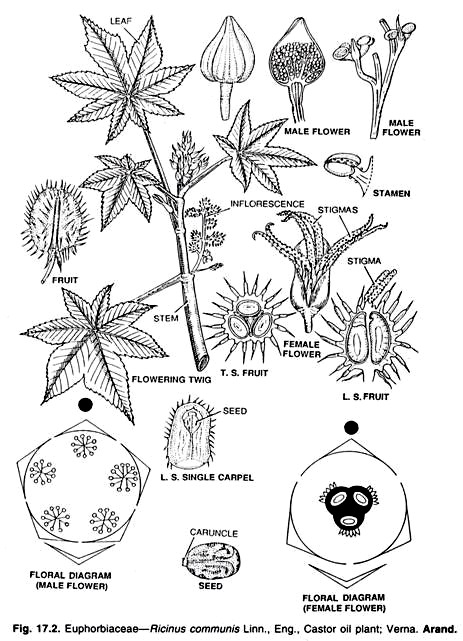 LEAF
MALE FLOWER
MALE
FLOWER
STAMEN
INFLORESCENCE
STIGMAS
STIGMA
FRUIT
STEM
FEMALE
FLOWER
T. S. FRUIT
FLOWERING TWIG
L. S. FRUIT
SEED
L. S. SINGLE CARPEL
CARUNCLE
SEED
FLORAL DIAGRAM
(MALE FLOWER)
FLORAL DIAGRAM
(FEMALE FLOWER)
Fig. 17.2. Euphorbiaceae—Ricinus communis Linn., Eng., Castor oil plant; Verna. Arand.